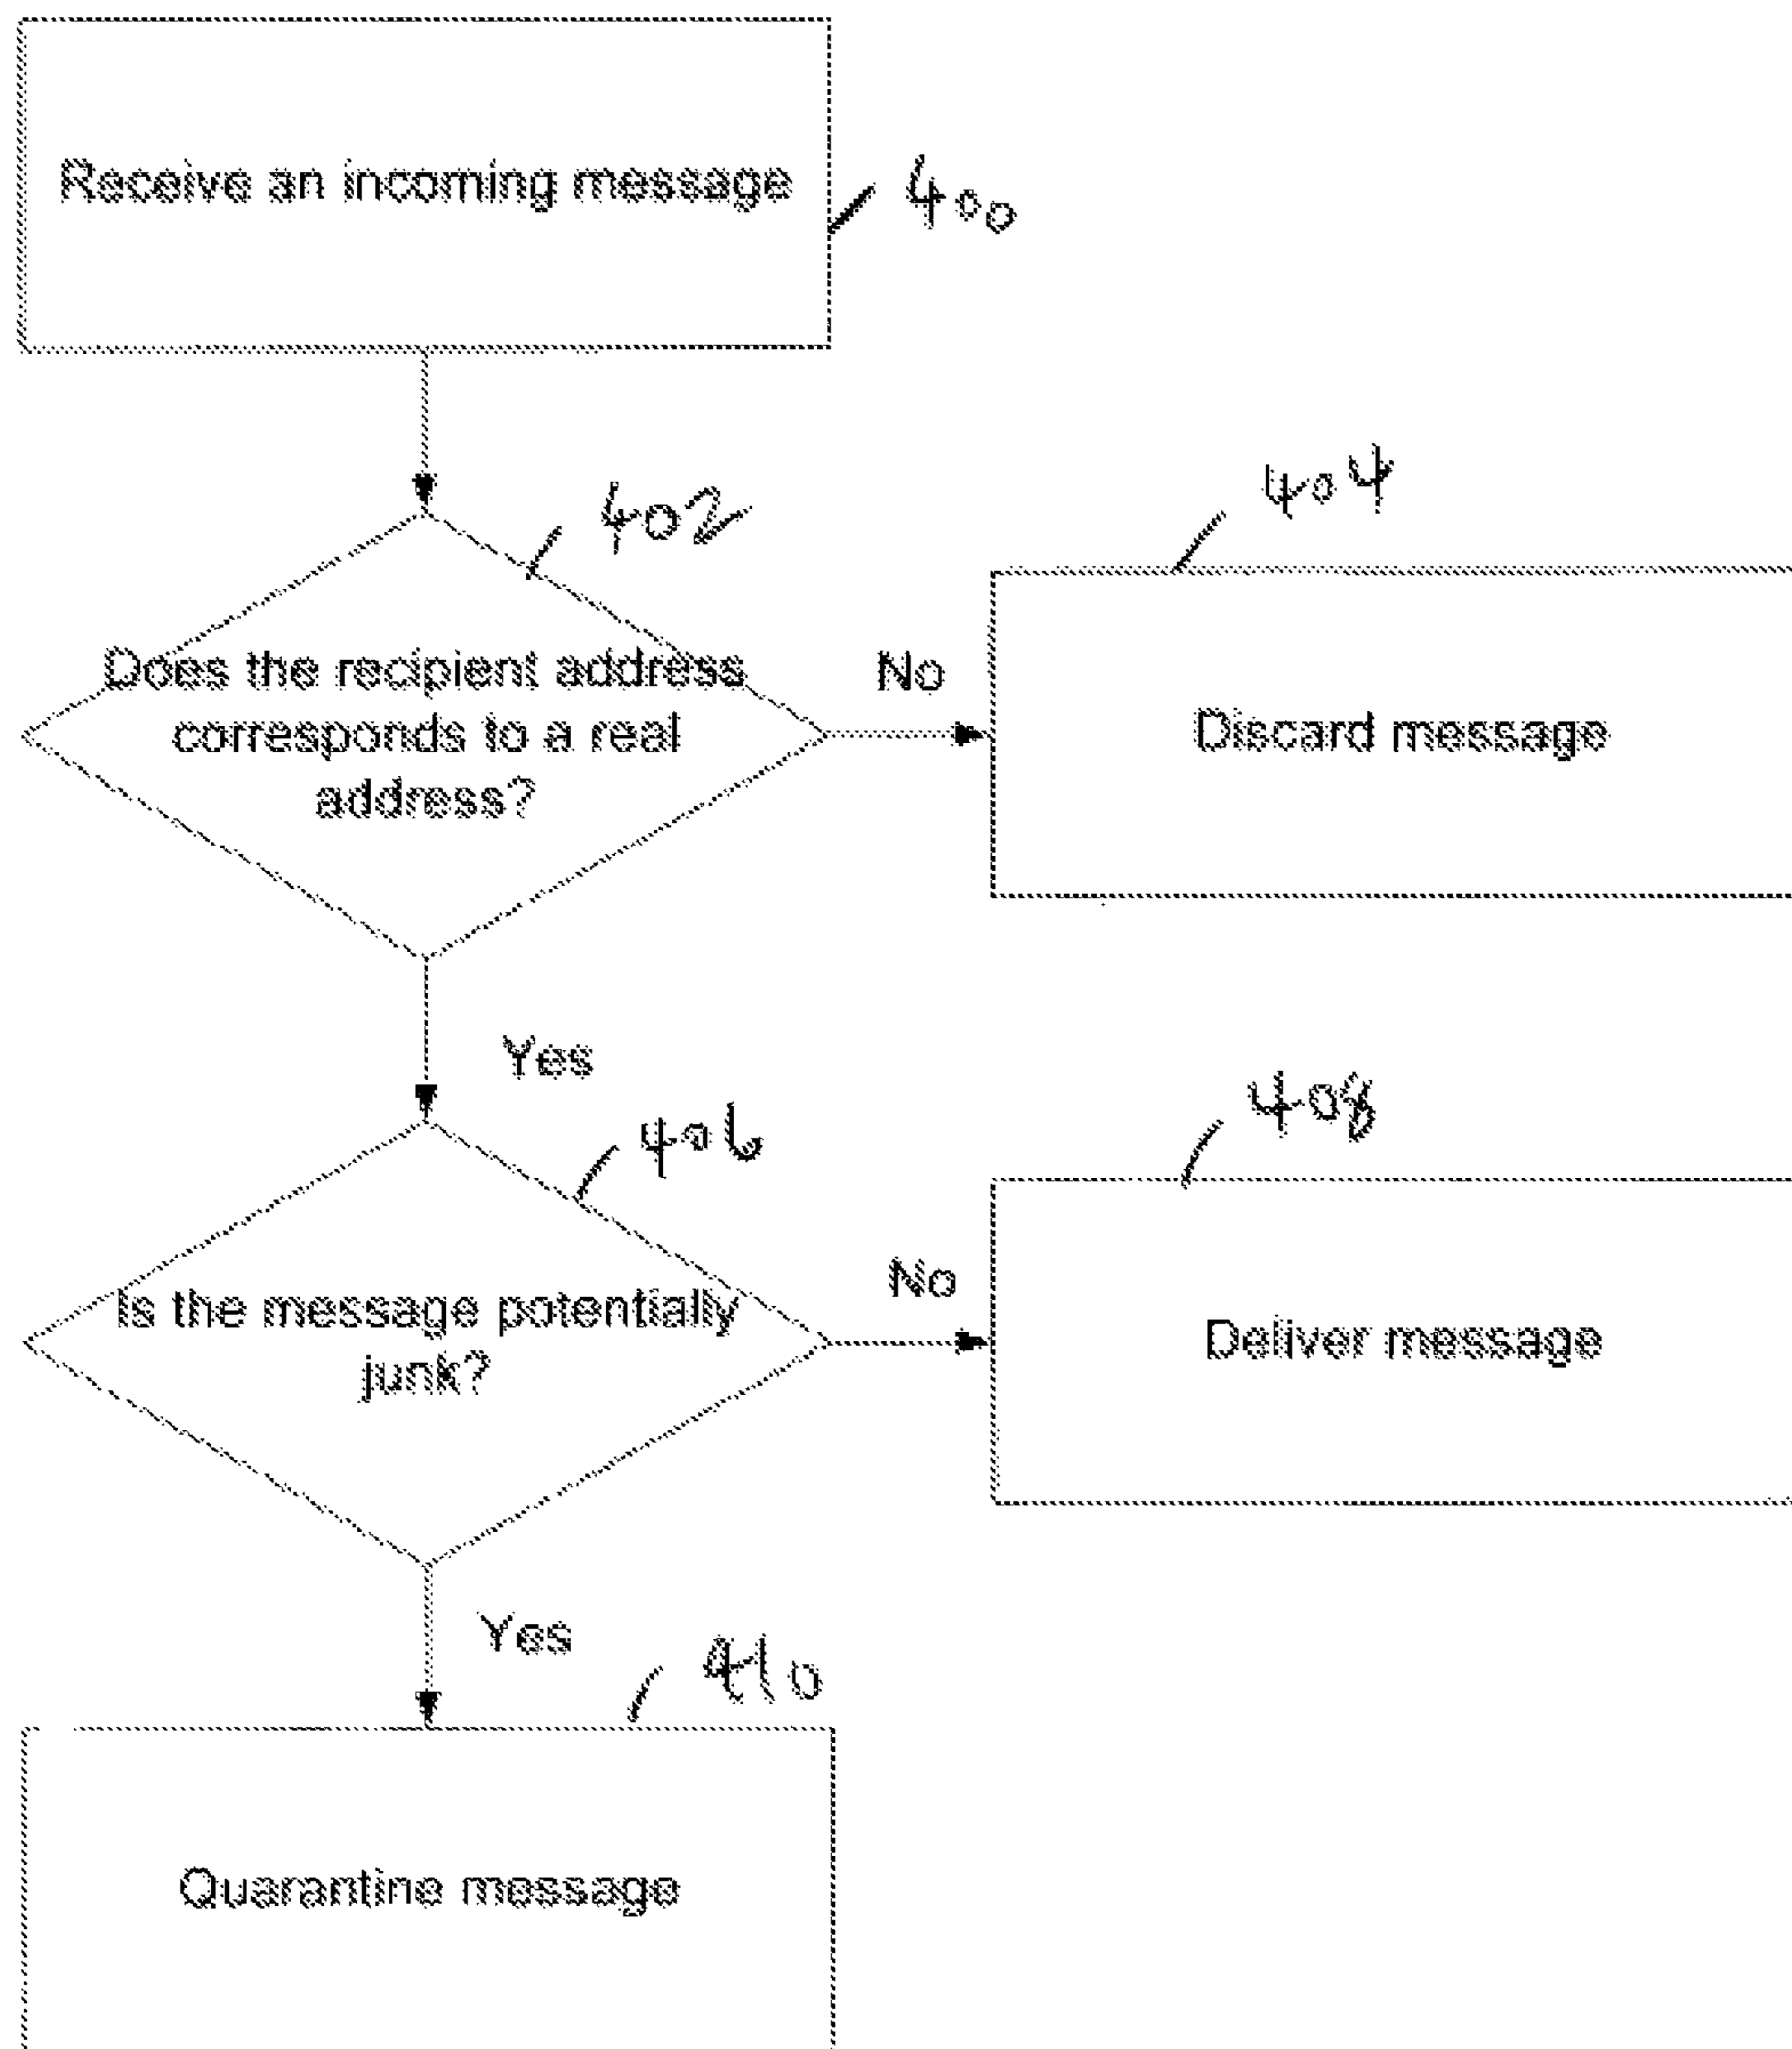 Receive an incoming message
400
402
404
Does the recipient address
corresponds to a real
address?
No
Discard message
Yes
406
408
Is the message potentially
junk?
No
Deliver message
Yes
410
Quarantine message